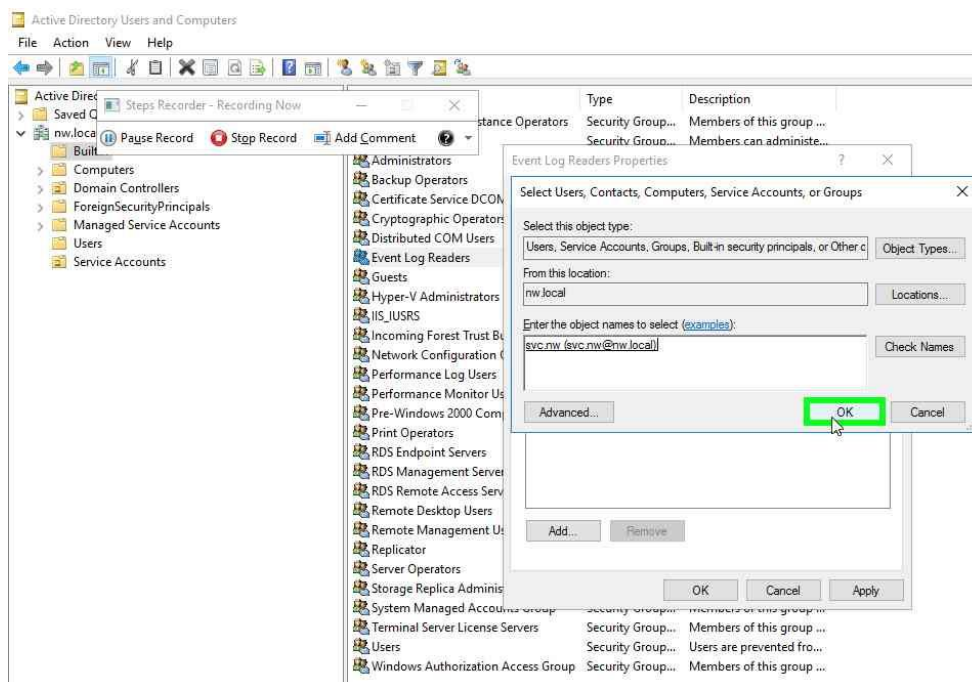 Active Directory Users and Computers
File Action View Help
Active Direc
Saved Q
nw.loca
Built...
Computers
Domain Controllers
ForeignSecurityPrincipals
Managed Service Accounts
Users
Service Accounts
Steps Recorder - Recording Now
Pause Record Stop Record Add Comment
Type Description
stance Operators Security Group... Members of this group ...
Security Group... Members can administe...
Administrators
Backup Operators
Certificate Service DCOM
Cryptographic Operators
Distributed COM Users
Event Log Readers
Guests
Hyper-V Administrators
IIS_IUSRS
Incoming Forest Trust Bu
Network Configuration
Performance Log Users
Performance Monitor Us
Pre-Windows 2000 Comp
Print Operators
RDS Endpoint Servers
RDS Management Server
RDS Remote Access Serv
Remote Desktop Users
Remote Management Us
Replicator
Server Operators
Storage Replica Adminis
System Managed Accounts Group Security Group... Members of this group ...
Terminal Server License Servers Security Group... Members of this group ...
Users Security Group... Users are prevented fro...
Windows Authorization Access Group Security Group... Members of this group ...
Event Log Readers Properties ?
Select Users, Contacts, Computers, Service Accounts, or Groups
Select this object type:
Users, Service Accounts, Groups, Built-in security principals, or Other o Object Types...
From this location:
nw.local Locations...
Enter the object names to select (examples):
svc.nw (svc.nw@nw.local) Check Names
Advanced... OK Cancel
Add... Remove
OK Cancel Apply